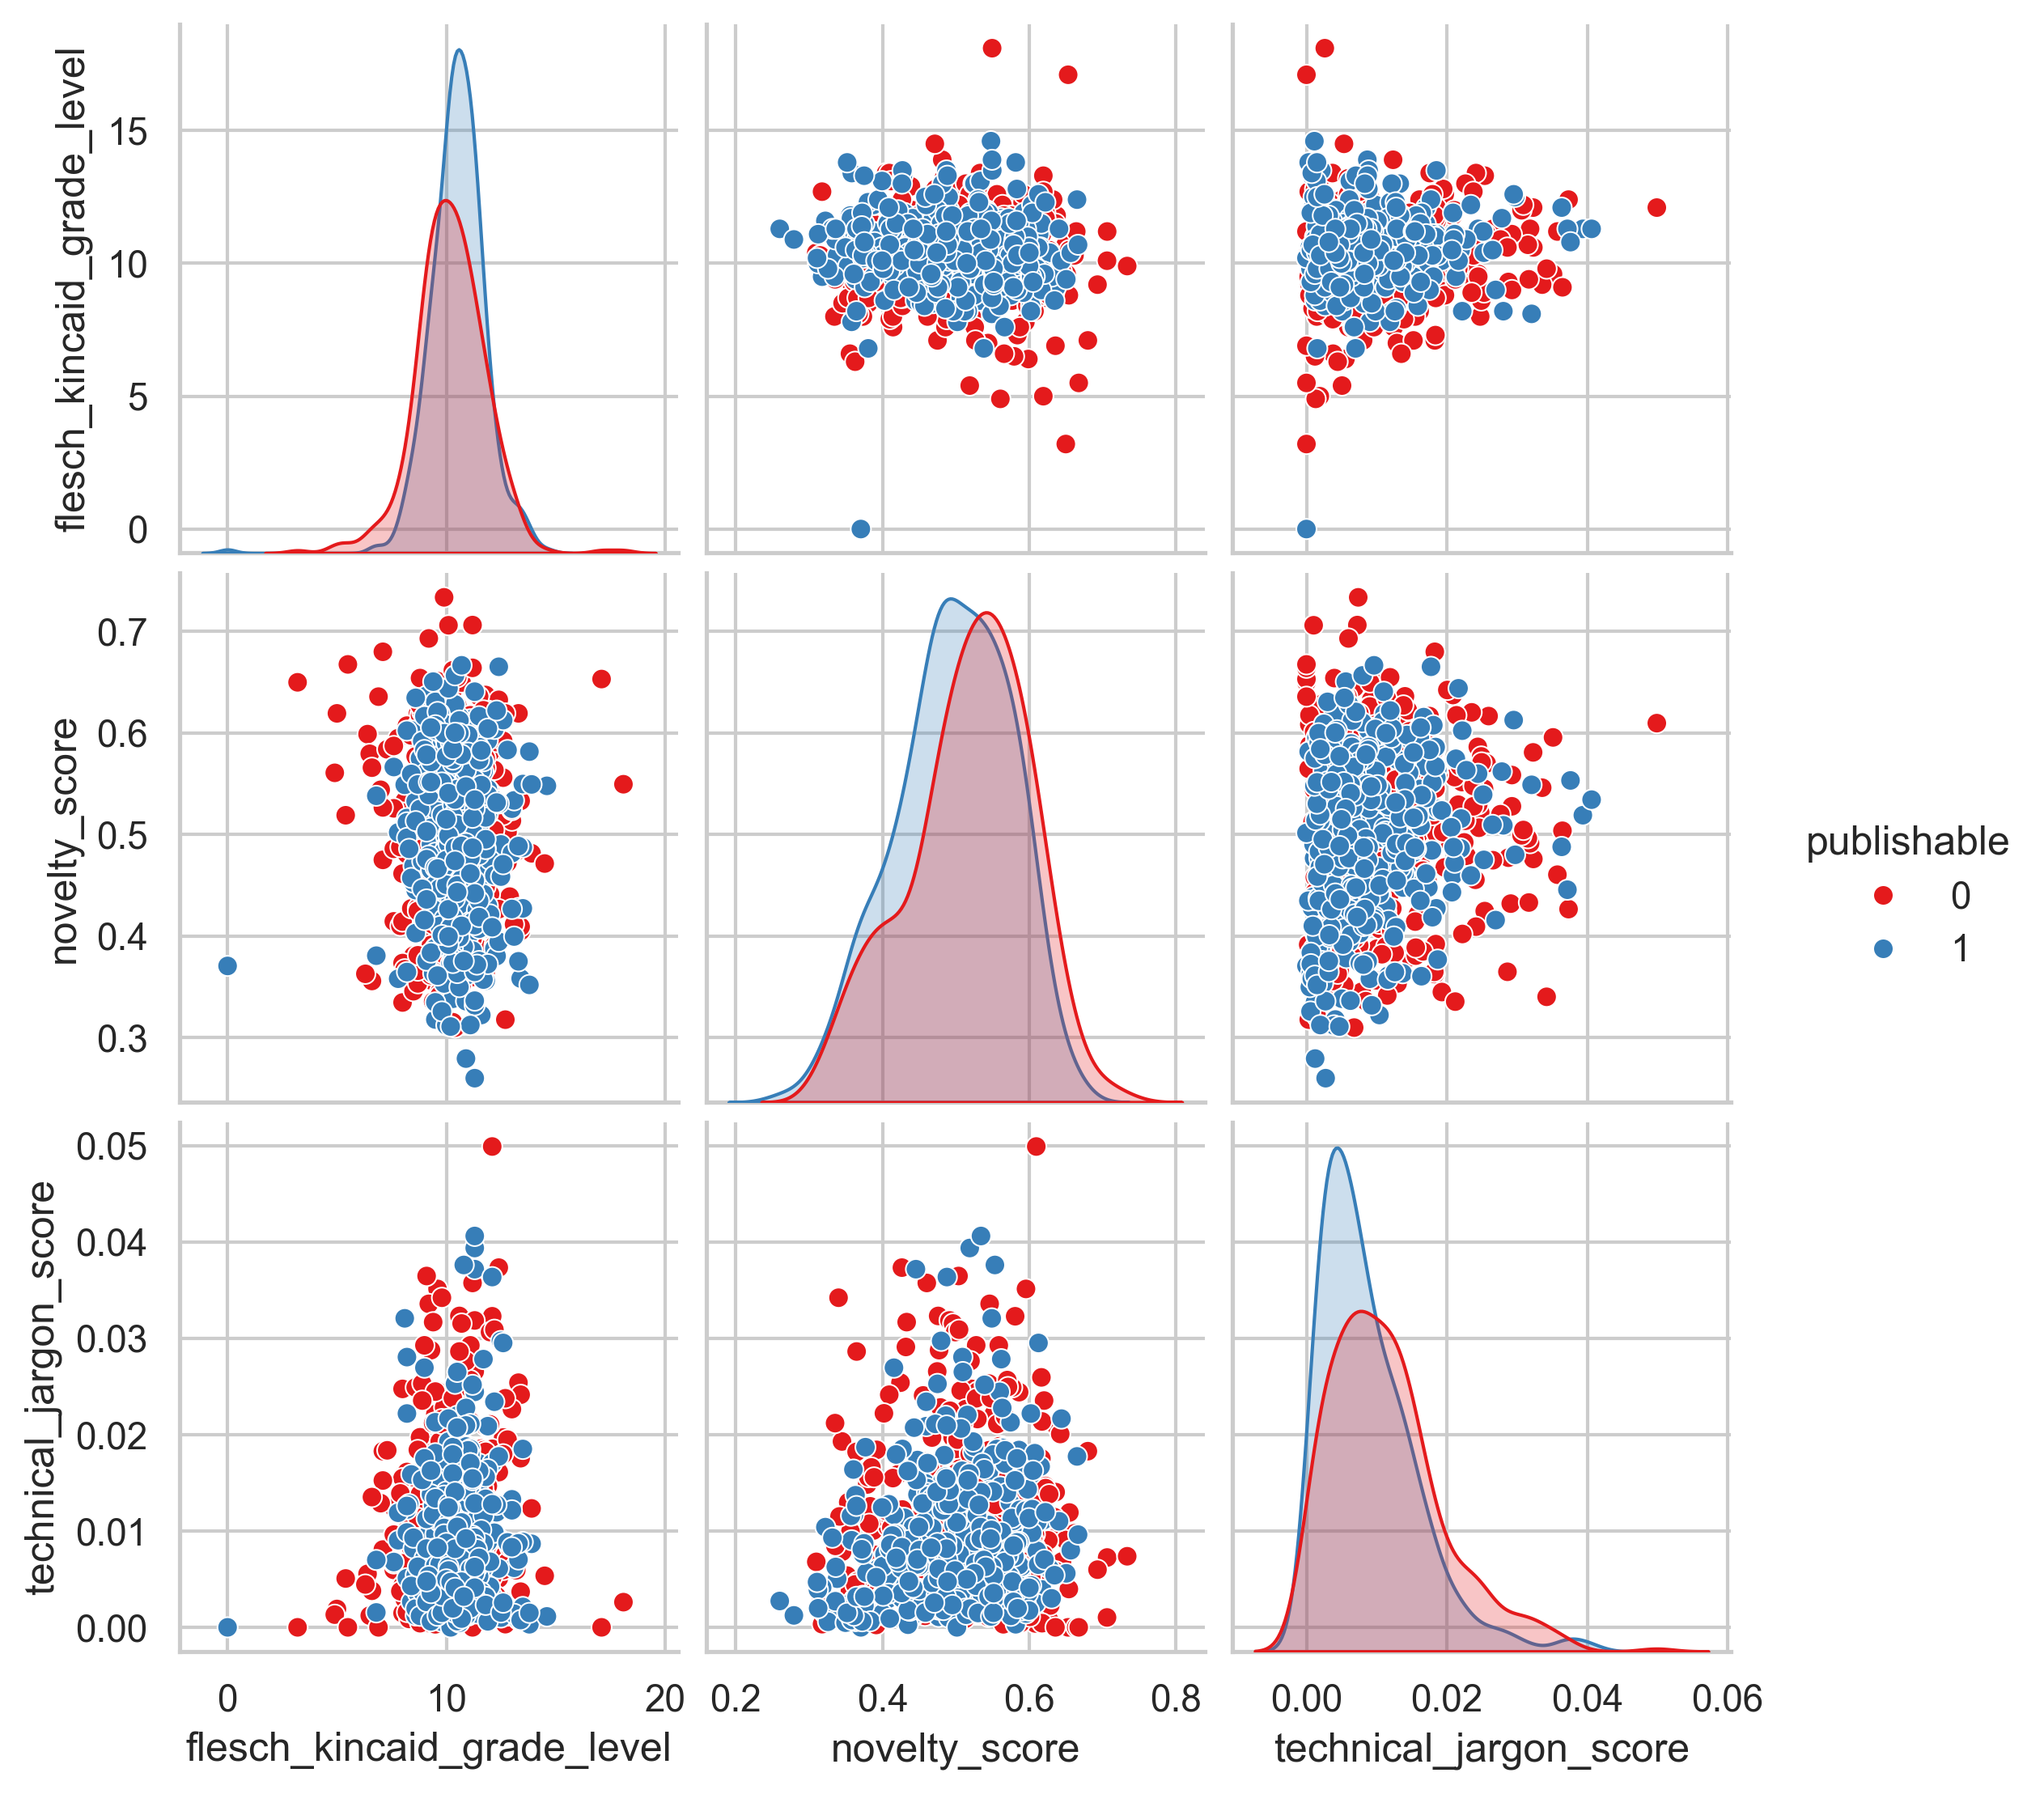 flesch_kincaid_grade_level
15
10
5
0
novelty_score
0.7
0.6
0.5
0.4
0.3
publishable
0
1
technical_jargon_score
0.05
0.04
0.03
0.02
0.01
0.00
0 10 20
0.2 0.4 0.6 0.8
0.00 0.02 0.04 0.06
flesch_kincaid_grade_level
novelty_score
technical_jargon_score